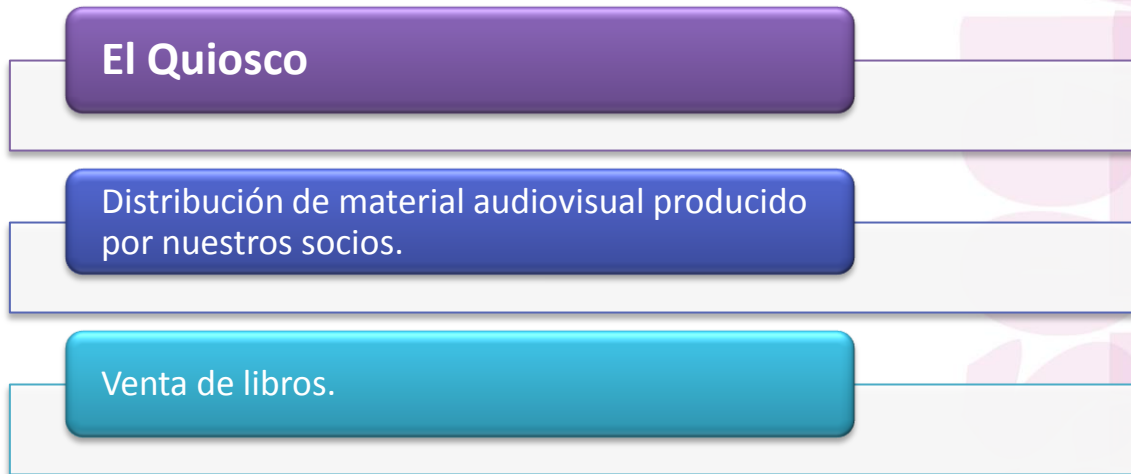 El Quiosco
Distribución de material audiovisual producido
por nuestros socios.
Venta de libros.